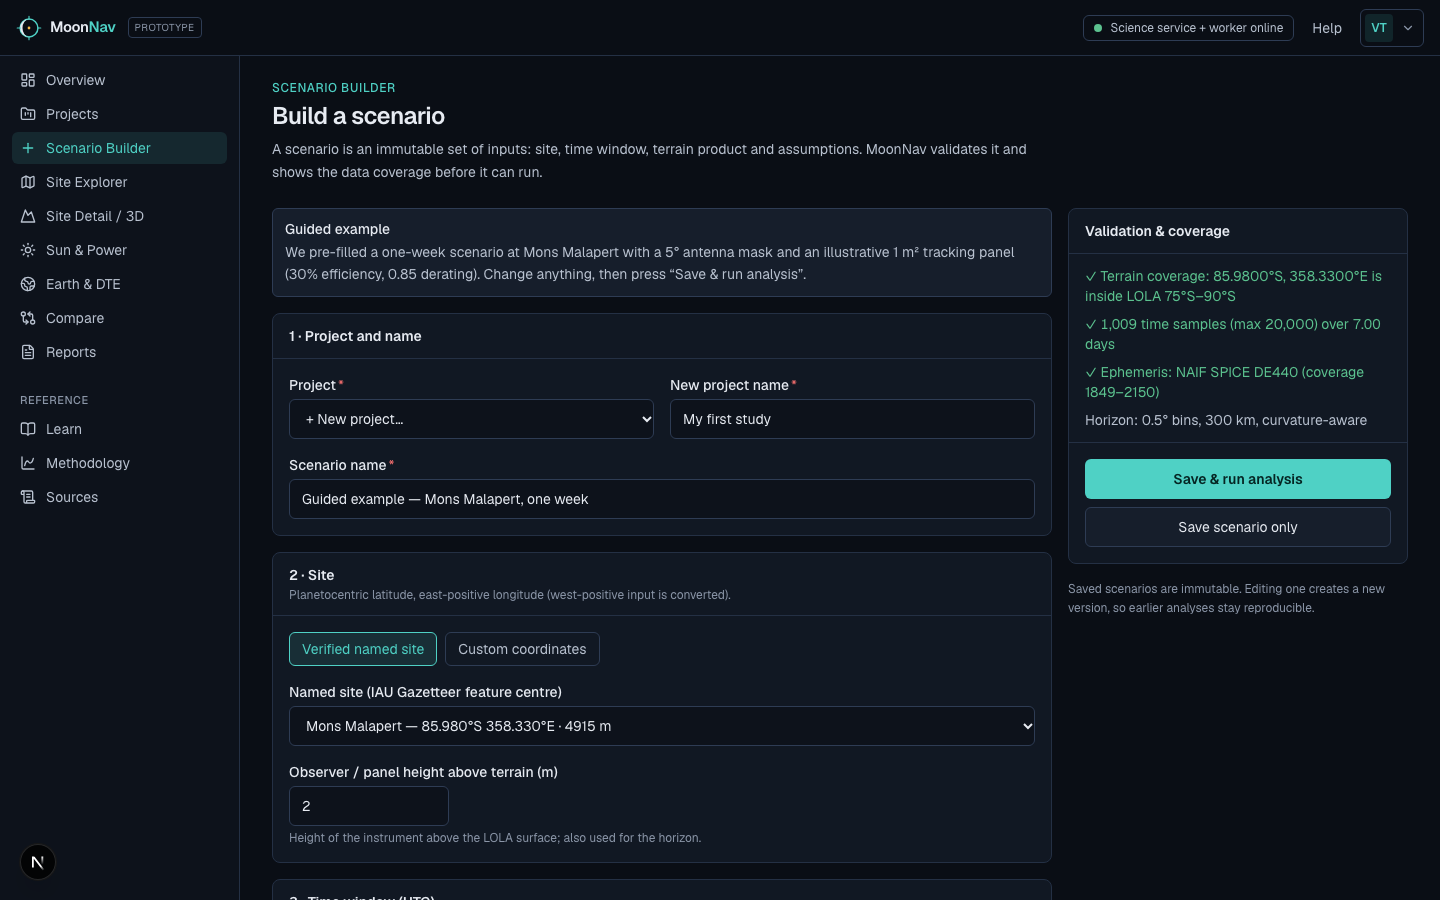 MoonNav PROTOTYPE
Science service + worker online
Help
VT
Overview
Projects
Scenario Builder
Site Explorer
Site Detail / 3D
Sun & Power
Earth & DTE
Compare
Reports
REFERENCE
Learn
Methodology
Sources
N
SCENARIO BUILDER
Build a scenario
A scenario is an immutable set of inputs: site, time window, terrain product and assumptions. MoonNav validates it and
shows the data coverage before it can run.
Guided example
We pre-filled a one-week scenario at Mons Malapert with a 5° antenna mask and an illustrative 1 m² tracking panel
(30% efficiency, 0.85 derating). Change anything, then press “Save & run analysis”.
1 · Project and name
Project *
+ New project…
New project name *
My first study
Scenario name *
Guided example — Mons Malapert, one week
2 · Site
Planetocentric latitude, east-positive longitude (west-positive input is converted).
Verified named site
Custom coordinates
Named site (IAU Gazetteer feature centre)
Mons Malapert — 85.980°S 358.330°E · 4915 m
Observer / panel height above terrain (m)
2
Height of the instrument above the LOLA surface; also used for the horizon.
3 · Time window (UTC)
Validation & coverage
✓ Terrain coverage: 85.9800°S, 358.3300°E is
inside LOLA 75°S–90°S
✓ 1,009 time samples (max 20,000) over 7.00
days
✓ Ephemeris: NAIF SPICE DE440 (coverage
1849–2150)
Horizon: 0.5° bins, 300 km, curvature-aware
Save & run analysis
Save scenario only
Saved scenarios are immutable. Editing one creates a new
version, so earlier analyses stay reproducible.